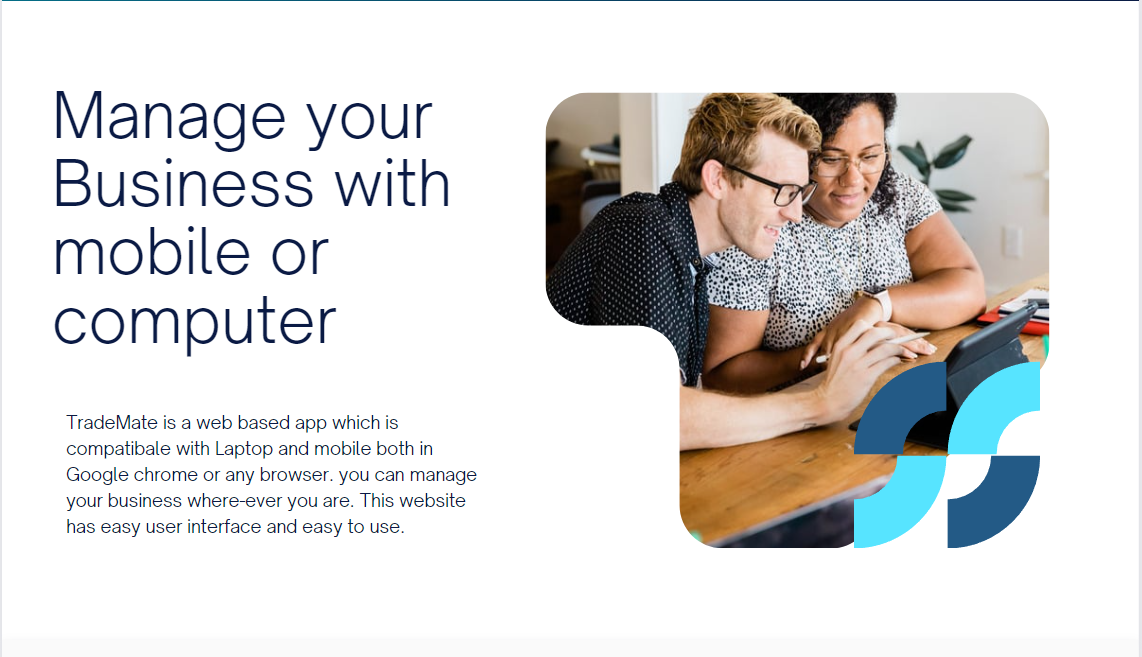 Manage your
Business with
mobile or
computer
TradeMate is a web based app which is
compatibale with Laptop and mobile both in
Google chrome or any browser. you can manage
your business where-ever you are. This website
has easy user interface and easy to use.